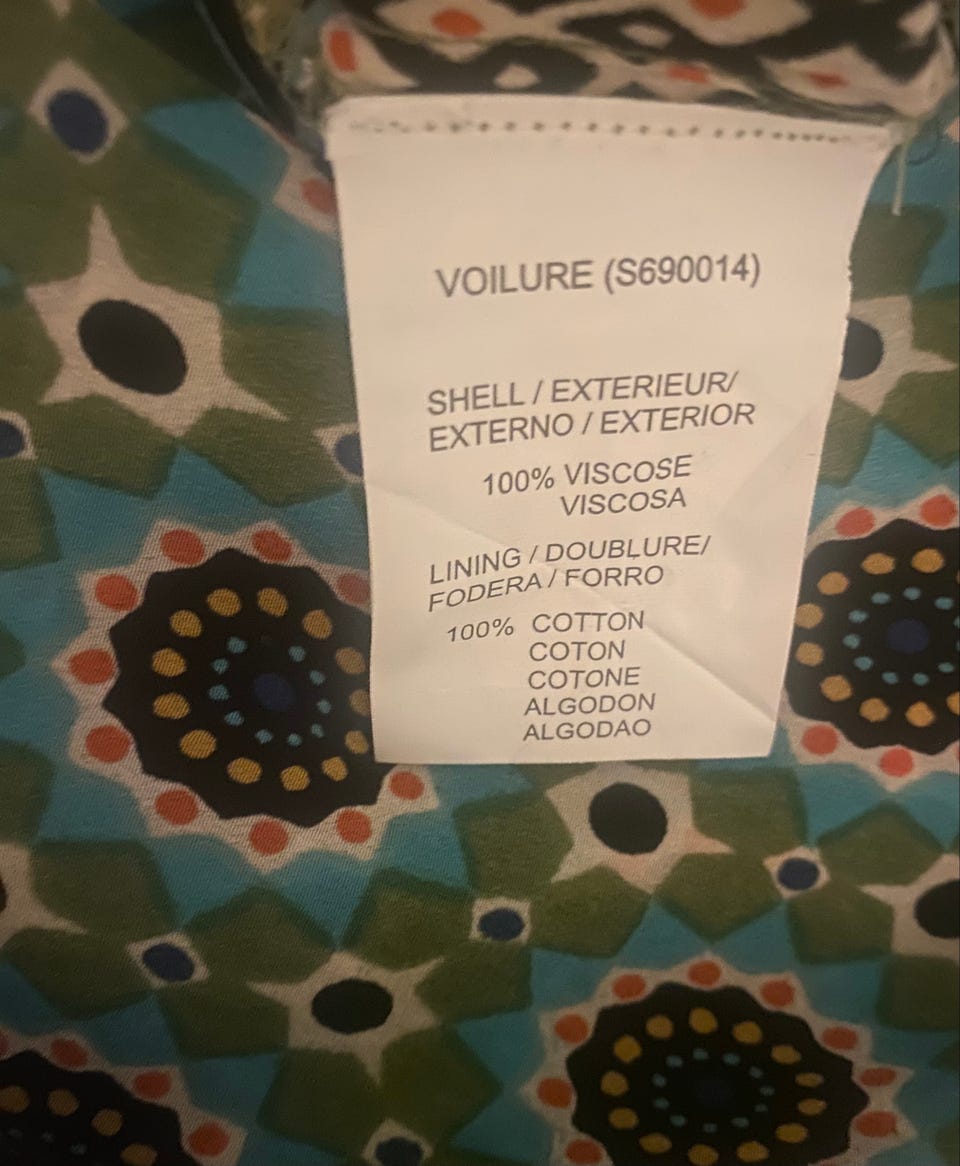 VOILURE (S690014)
SHELL / EXTERIEUR/
EXTERNO / EXTERIOR
100% VISCOSE
VISCOSA
LINING / DOUBLURE/
FODERA / FORRO
100% COTTON
COTON
COTONE
ALGODON
ALGODAO